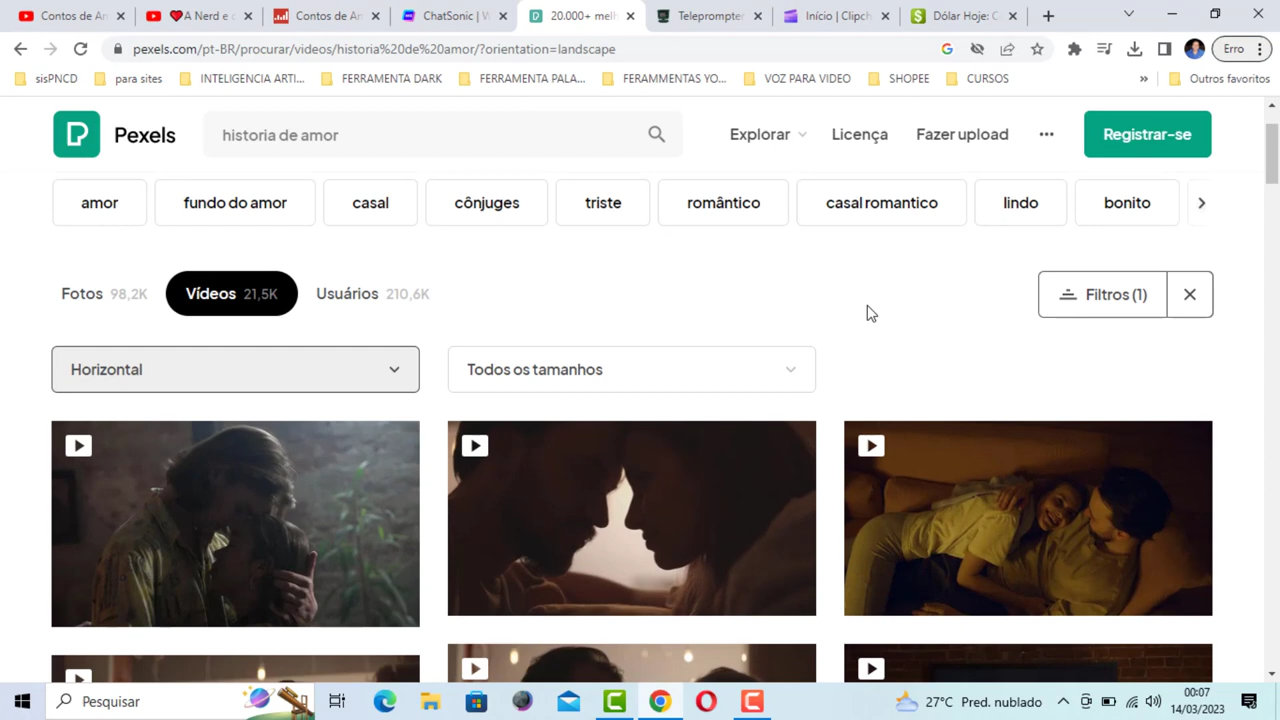 Contos de An
A Nerd e
Contos de An
ChatSonic | W
20.000+ melh
Teleprompter
Início | Clipch
Dólar Hoje: C
pexels.com/pt-BR/procurar/videos/historia%20de%20amor/?orientation=landscape
Erro
sisPNCD
para sites
INTELIGENCIA ARTI...
FERRAMENTA DARK
FERRAMENTA PALA...
FERAMMENTAS YO...
VOZ PARA VIDEO
SHOPEE
CURSOS
»
Outros favoritos
Pexels
historia de amor
Explorar
Licença
Fazer upload
Registrar-se
amor
fundo do amor
casal
cônjuges
triste
romântico
casal romantico
lindo
bonito
Fotos 98,2K
Vídeos 21,5K
Usuários 210,6K
Filtros (1)
Horizontal
Todos os tamanhos
Pesquisar
27°C Pred. nublado
00:07
14/03/2023